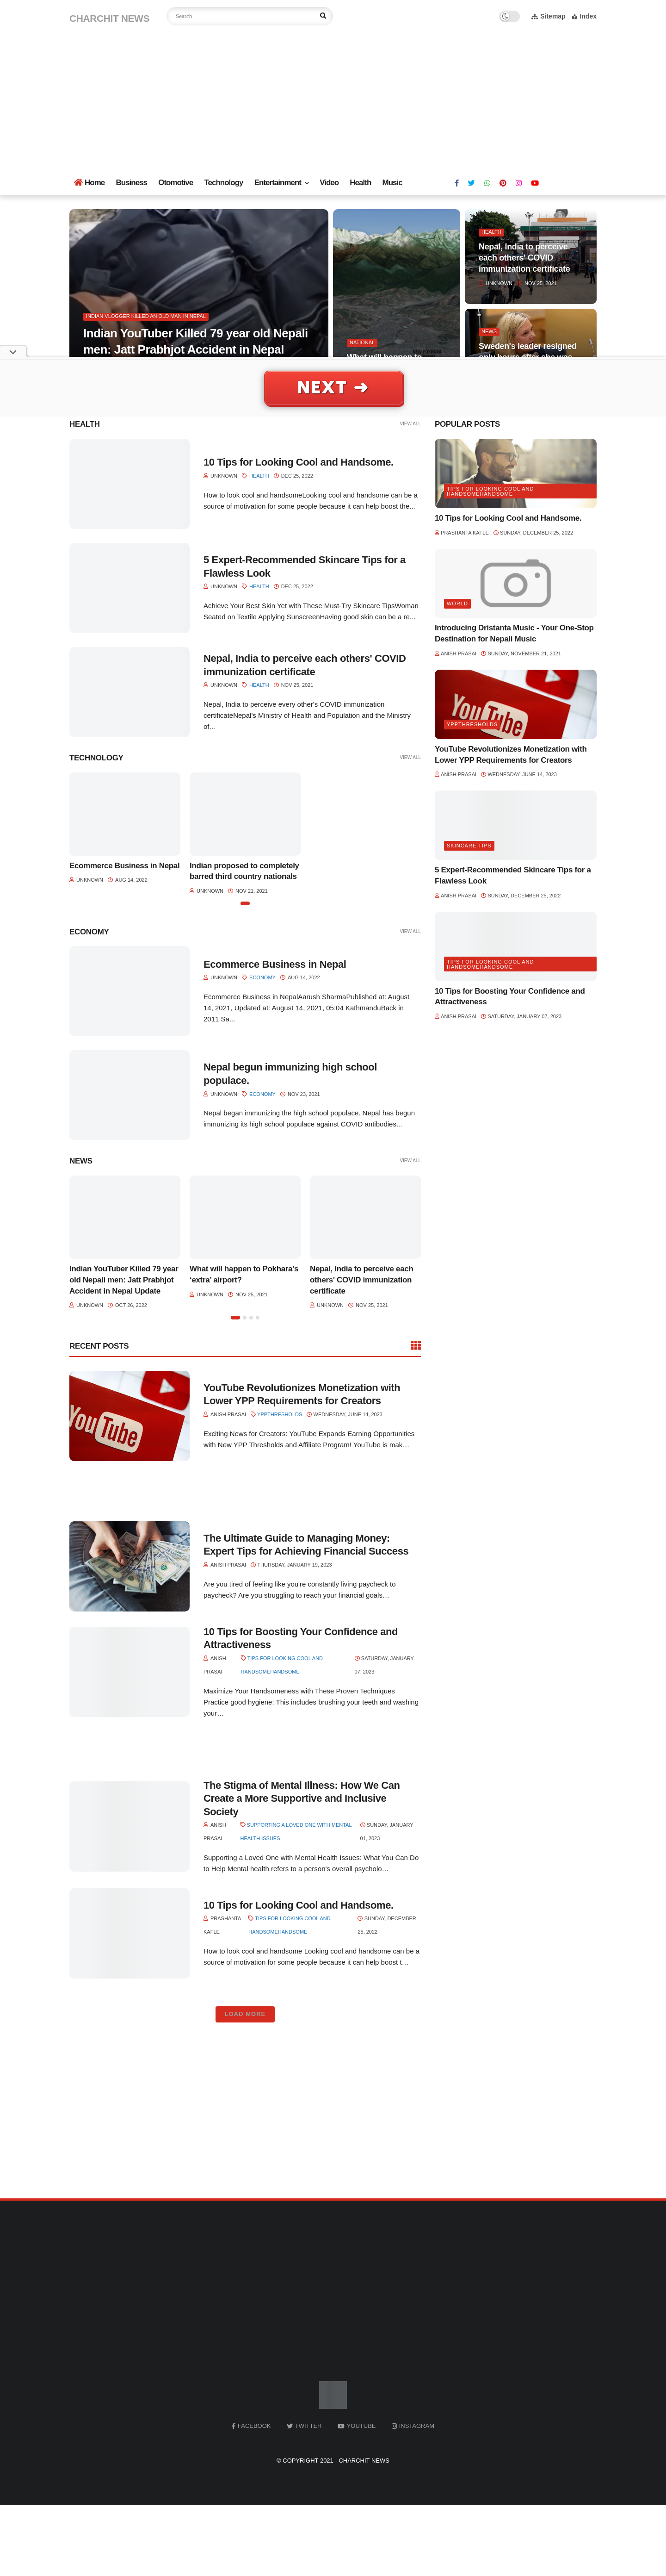 CHARCHIT NEWS
Search
Sitemap
Index
Home
Business
Otomotive
Technology
Entertainment
Video
Health
Music
INDIAN VLOGGER KILLED AN OLD MAN IN NEPAL
Indian YouTuber Killed 79 year old Nepali
men: Jatt Prabhjot Accident in Nepal
NATIONAL
What will happen to
HEALTH
Nepal, India to perceive
each others' COVID
immunization certificate
UNKNOWN
NOV 25, 2021
NEWS
Sweden's leader resigned
only hours after she was
NEXT ➜
HEALTH
VIEW ALL
10 Tips for Looking Cool and Handsome.
UNKNOWN HEALTH DEC 25, 2022
How to look cool and handsomeLooking cool and handsome can be a
source of motivation for some people because it can help boost the...
5 Expert-Recommended Skincare Tips for a
Flawless Look
UNKNOWN HEALTH DEC 25, 2022
Achieve Your Best Skin Yet with These Must-Try Skincare TipsWoman
Seated on Textile Applying SunscreenHaving good skin can be a re...
Nepal, India to perceive each others' COVID
immunization certificate
UNKNOWN HEALTH NOV 25, 2021
Nepal, India to perceive every other's COVID immunization
certificateNepal's Ministry of Health and Population and the Ministry
of...
TECHNOLOGY
VIEW ALL
Ecommerce Business in Nepal
UNKNOWN AUG 14, 2022
Indian proposed to completely
barred third country nationals
UNKNOWN NOV 21, 2021
ECONOMY
VIEW ALL
Ecommerce Business in Nepal
UNKNOWN ECONOMY AUG 14, 2022
Ecommerce Business in NepalAarush SharmaPublished at: August
14, 2021, Updated at: August 14, 2021, 05:04 KathmanduBack in
2011 Sa...
Nepal begun immunizing high school
populace.
UNKNOWN ECONOMY NOV 23, 2021
Nepal began immunizing the high school populace. Nepal has begun
immunizing its high school populace against COVID antibodies...
NEWS
VIEW ALL
Indian YouTuber Killed 79 year
old Nepali men: Jatt Prabhjot
Accident in Nepal Update
UNKNOWN OCT 26, 2022
What will happen to Pokhara's
'extra' airport?
UNKNOWN NOV 25, 2021
Nepal, India to perceive each
others' COVID immunization
certificate
UNKNOWN NOV 25, 2021
RECENT POSTS
YouTube Revolutionizes Monetization with
Lower YPP Requirements for Creators
ANISH PRASAI YPPTHRESHOLDS WEDNESDAY, JUNE 14, 2023
Exciting News for Creators: YouTube Expands Earning Opportunities
with New YPP Thresholds and Affiliate Program! YouTube is mak…
The Ultimate Guide to Managing Money:
Expert Tips for Achieving Financial Success
ANISH PRASAI THURSDAY, JANUARY 19, 2023
Are you tired of feeling like you're constantly living paycheck to
paycheck? Are you struggling to reach your financial goals…
10 Tips for Boosting Your Confidence and
Attractiveness
ANISH PRASAI
TIPS FOR LOOKING COOL AND HANDSOMEHANDSOME
SATURDAY, JANUARY 07, 2023
Maximize Your Handsomeness with These Proven Techniques
Practice good hygiene: This includes brushing your teeth and washing
your…
The Stigma of Mental Illness: How We Can
Create a More Supportive and Inclusive
Society
ANISH PRASAI
SUPPORTING A LOVED ONE WITH MENTAL HEALTH ISSUES
SUNDAY, JANUARY 01, 2023
Supporting a Loved One with Mental Health Issues: What You Can Do
to Help Mental health refers to a person's overall psycholo…
10 Tips for Looking Cool and Handsome.
PRASHANTA KAFLE
TIPS FOR LOOKING COOL AND HANDSOMEHANDSOME
SUNDAY, DECEMBER 25, 2022
How to look cool and handsome Looking cool and handsome can be a
source of motivation for some people because it can help boost t…
LOAD MORE
POPULAR POSTS
TIPS FOR LOOKING COOL AND
HANDSOMEHANDSOME
10 Tips for Looking Cool and Handsome.
PRASHANTA KAFLE SUNDAY, DECEMBER 25, 2022
WORLD
Introducing Dristanta Music - Your One-Stop
Destination for Nepali Music
ANISH PRASAI SUNDAY, NOVEMBER 21, 2021
YPPTHRESHOLDS
YouTube Revolutionizes Monetization with
Lower YPP Requirements for Creators
ANISH PRASAI WEDNESDAY, JUNE 14, 2023
SKINCARE TIPS
5 Expert-Recommended Skincare Tips for a
Flawless Look
ANISH PRASAI SUNDAY, DECEMBER 25, 2022
TIPS FOR LOOKING COOL AND
HANDSOMEHANDSOME
10 Tips for Boosting Your Confidence and
Attractiveness
ANISH PRASAI SATURDAY, JANUARY 07, 2023
FACEBOOK
TWITTER
YOUTUBE
INSTAGRAM
© COPYRIGHT 2021 - CHARCHIT NEWS